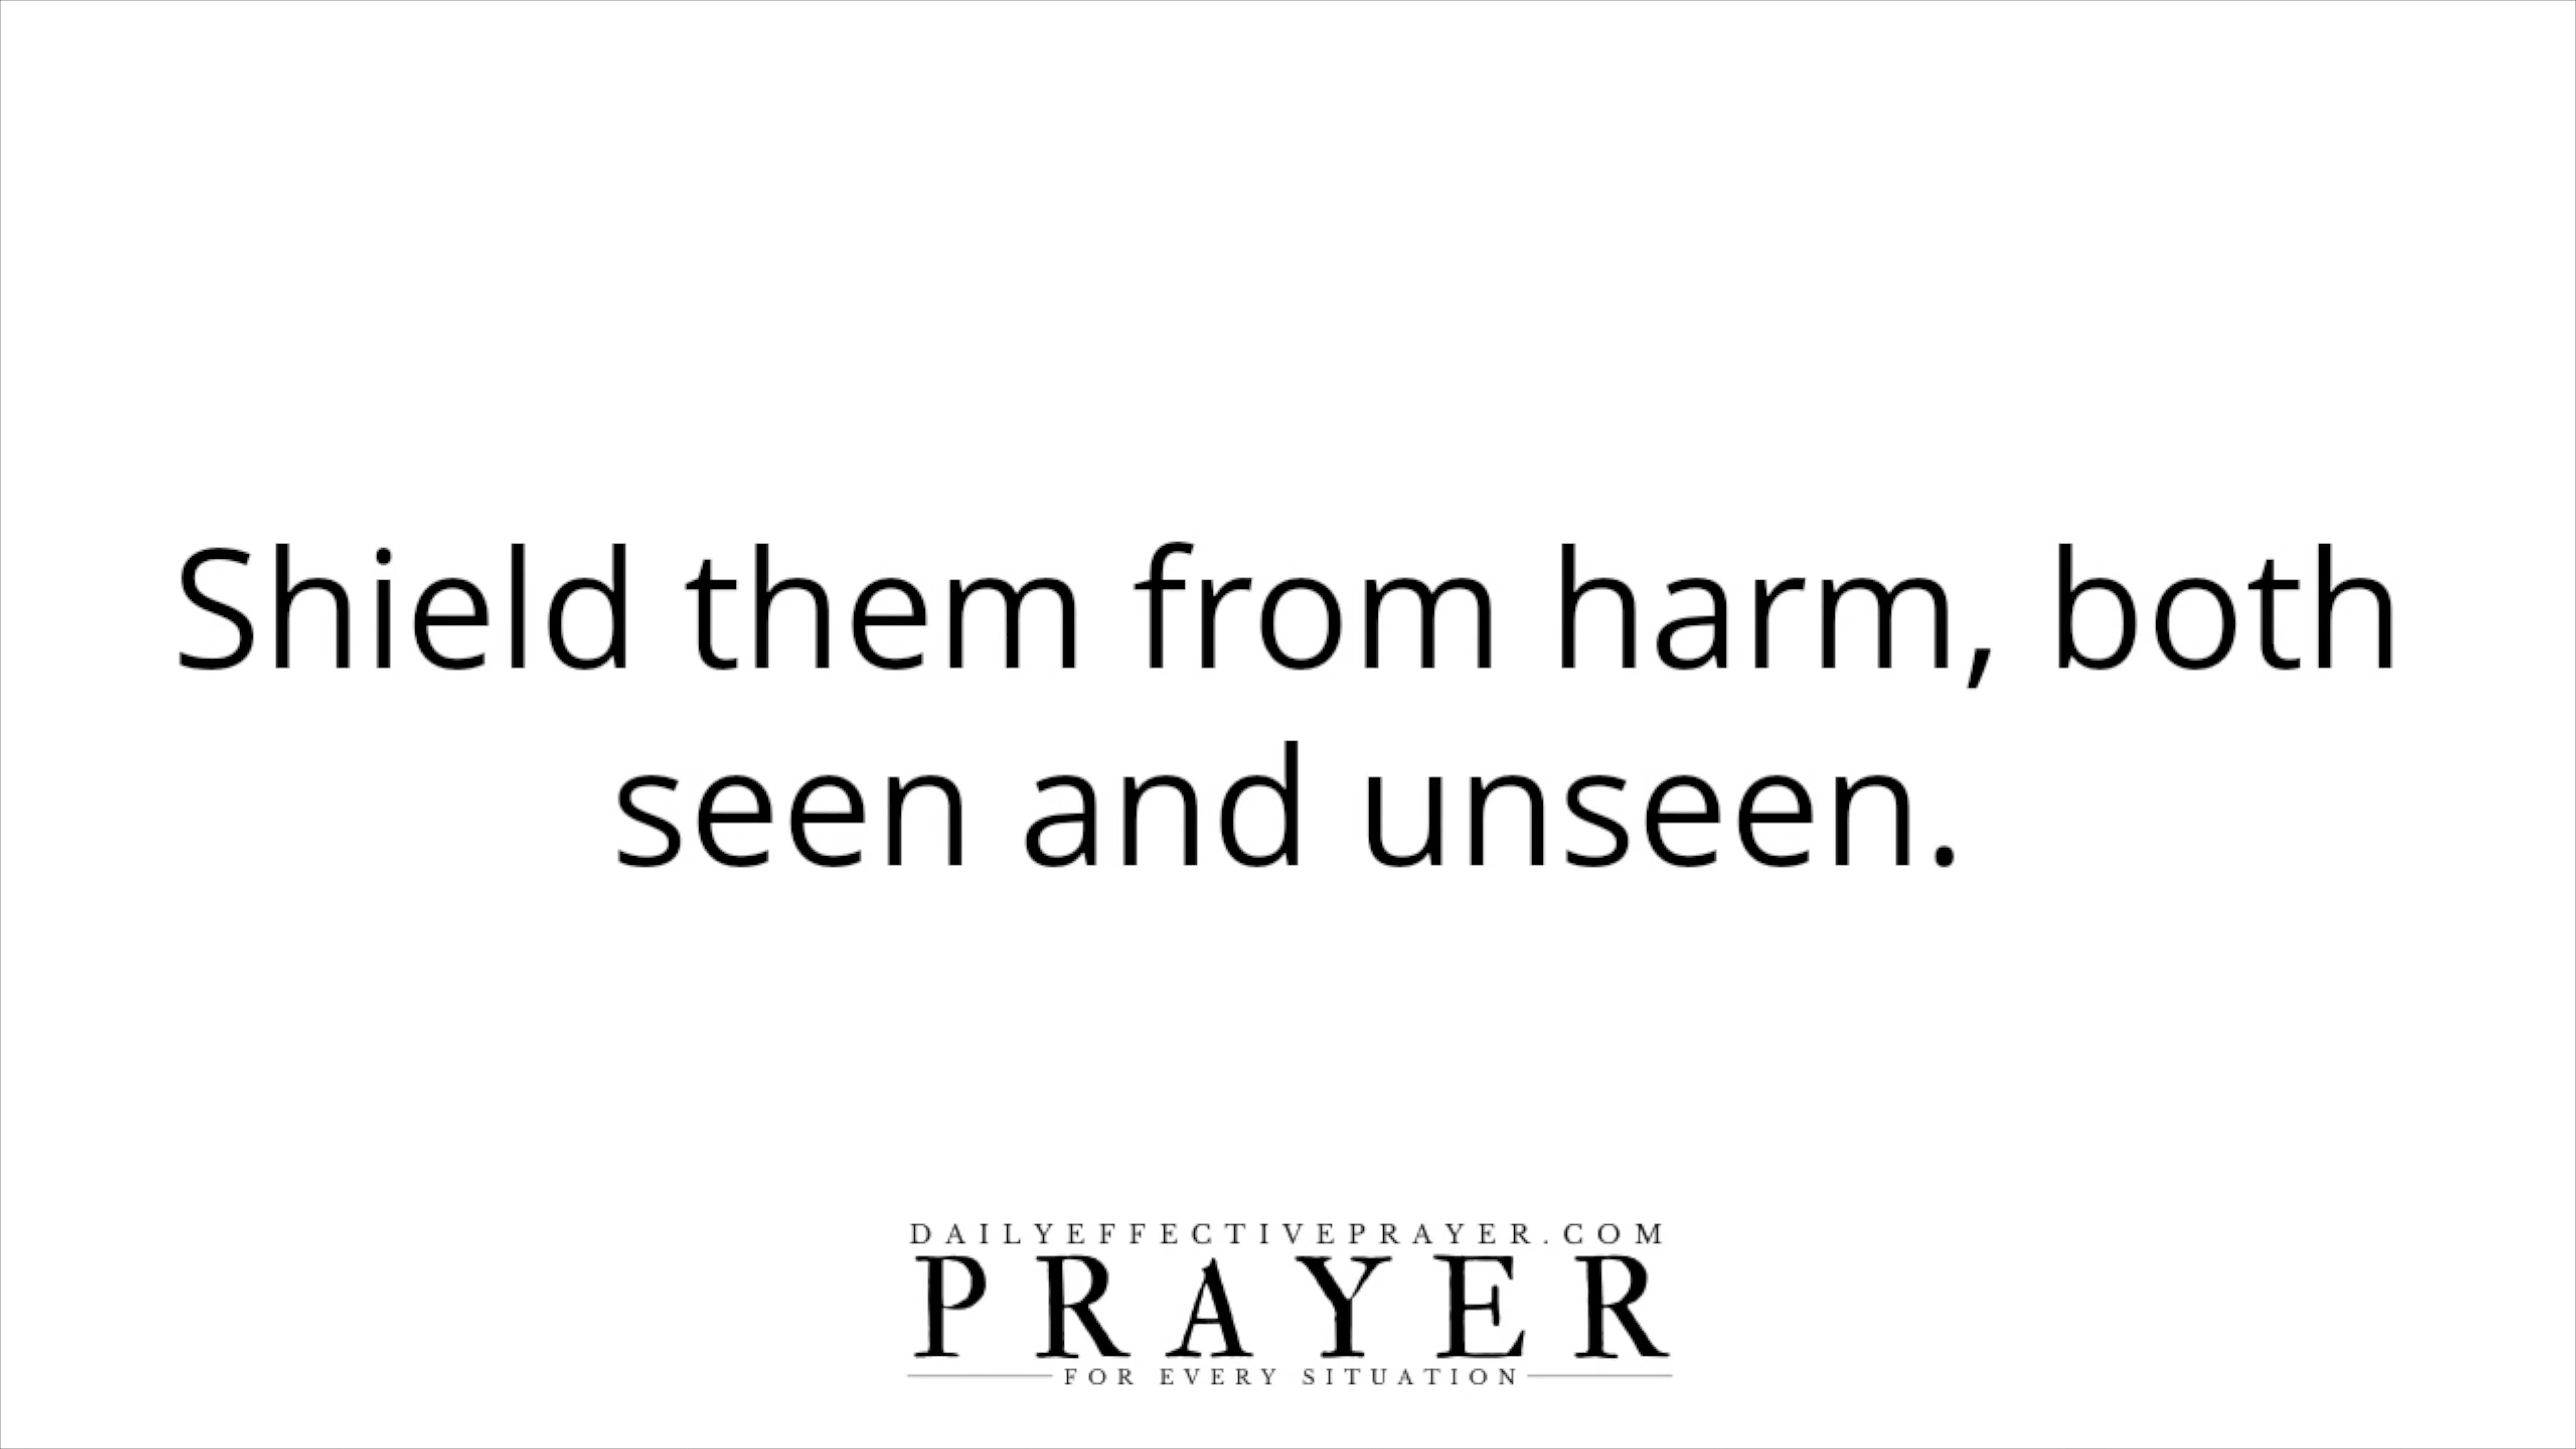 Shield them from harm, both
seen and unseen.
DAILYEFFECTIVEPRAYER.COM
PRAYER
FOR EVERY SITUATION